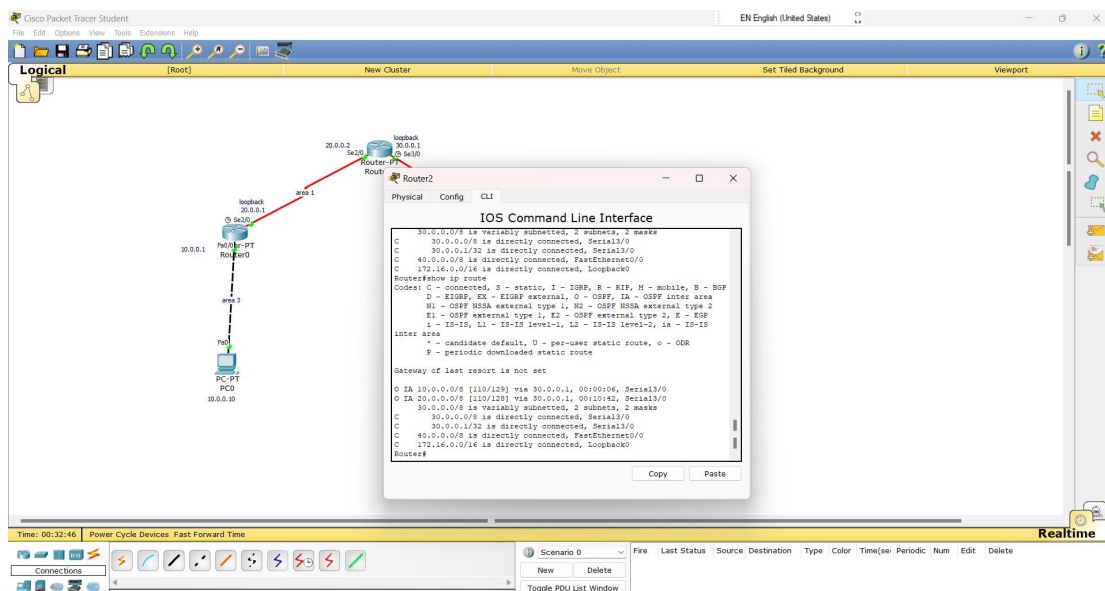 Cisco Packet Tracer Student
EN English (United States)
File Edit Options View Tools Extensions Help
Logical
[Root]
New Cluster
Move Object
Set Tiled Background
Viewport
loopback
30.0.0.1
20.0.0.2
Se2/0
Se3/0
Router-PT
area 1
loopback
20.0.0.1
Se2/0
10.0.0.1
Router0
area 3
Fa0
PC-PT
PC0
10.0.0.10
Router2
Physical Config CLI
IOS Command Line Interface
30.0.0.0/8 is variably subnetted, 2 subnets, 2 masks
C 30.0.0.0/8 is directly connected, Serial3/0
C 30.0.0.1/32 is directly connected, Serial3/0
C 40.0.0.0/8 is directly connected, FastEthernet0/0
C 172.16.0.0/16 is directly connected, Loopback0
Router#show ip route
Codes: C - connected, S - static, I - IGRP, R - RIP, M - mobile, B - BGP
D - EIGRP, EX - EIGRP external, O - OSPF, IA - OSPF inter area
N1 - OSPF NSSA external type 1, N2 - OSPF NSSA external type 2
E1 - OSPF external type 1, E2 - OSPF external type 2, E - EGP
i - IS-IS, L1 - IS-IS level-1, L2 - IS-IS level-2, ia - IS-IS
inter area
* - candidate default, U - per-user static route, o - ODR
P - periodic downloaded static route
Gateway of last resort is not set
O IA 10.0.0.0/8 [110/129] via 30.0.0.1, 00:00:06, Serial3/0
O IA 20.0.0.0/8 [110/128] via 30.0.0.1, 00:10:42, Serial3/0
30.0.0.0/8 is variably subnetted, 2 subnets, 2 masks
C 30.0.0.0/8 is directly connected, Serial3/0
C 30.0.0.1/32 is directly connected, Serial3/0
C 40.0.0.0/8 is directly connected, FastEthernet0/0
C 172.16.0.0/16 is directly connected, Loopback0
Router#
Copy Paste
Time: 00:32:46 Power Cycle Devices Fast Forward Time
Realtime
Connections
Scenario 0
New Delete
Toggle PDU List Window
Fire Last Status Source Destination Type Color Time(sec Periodic Num Edit Delete